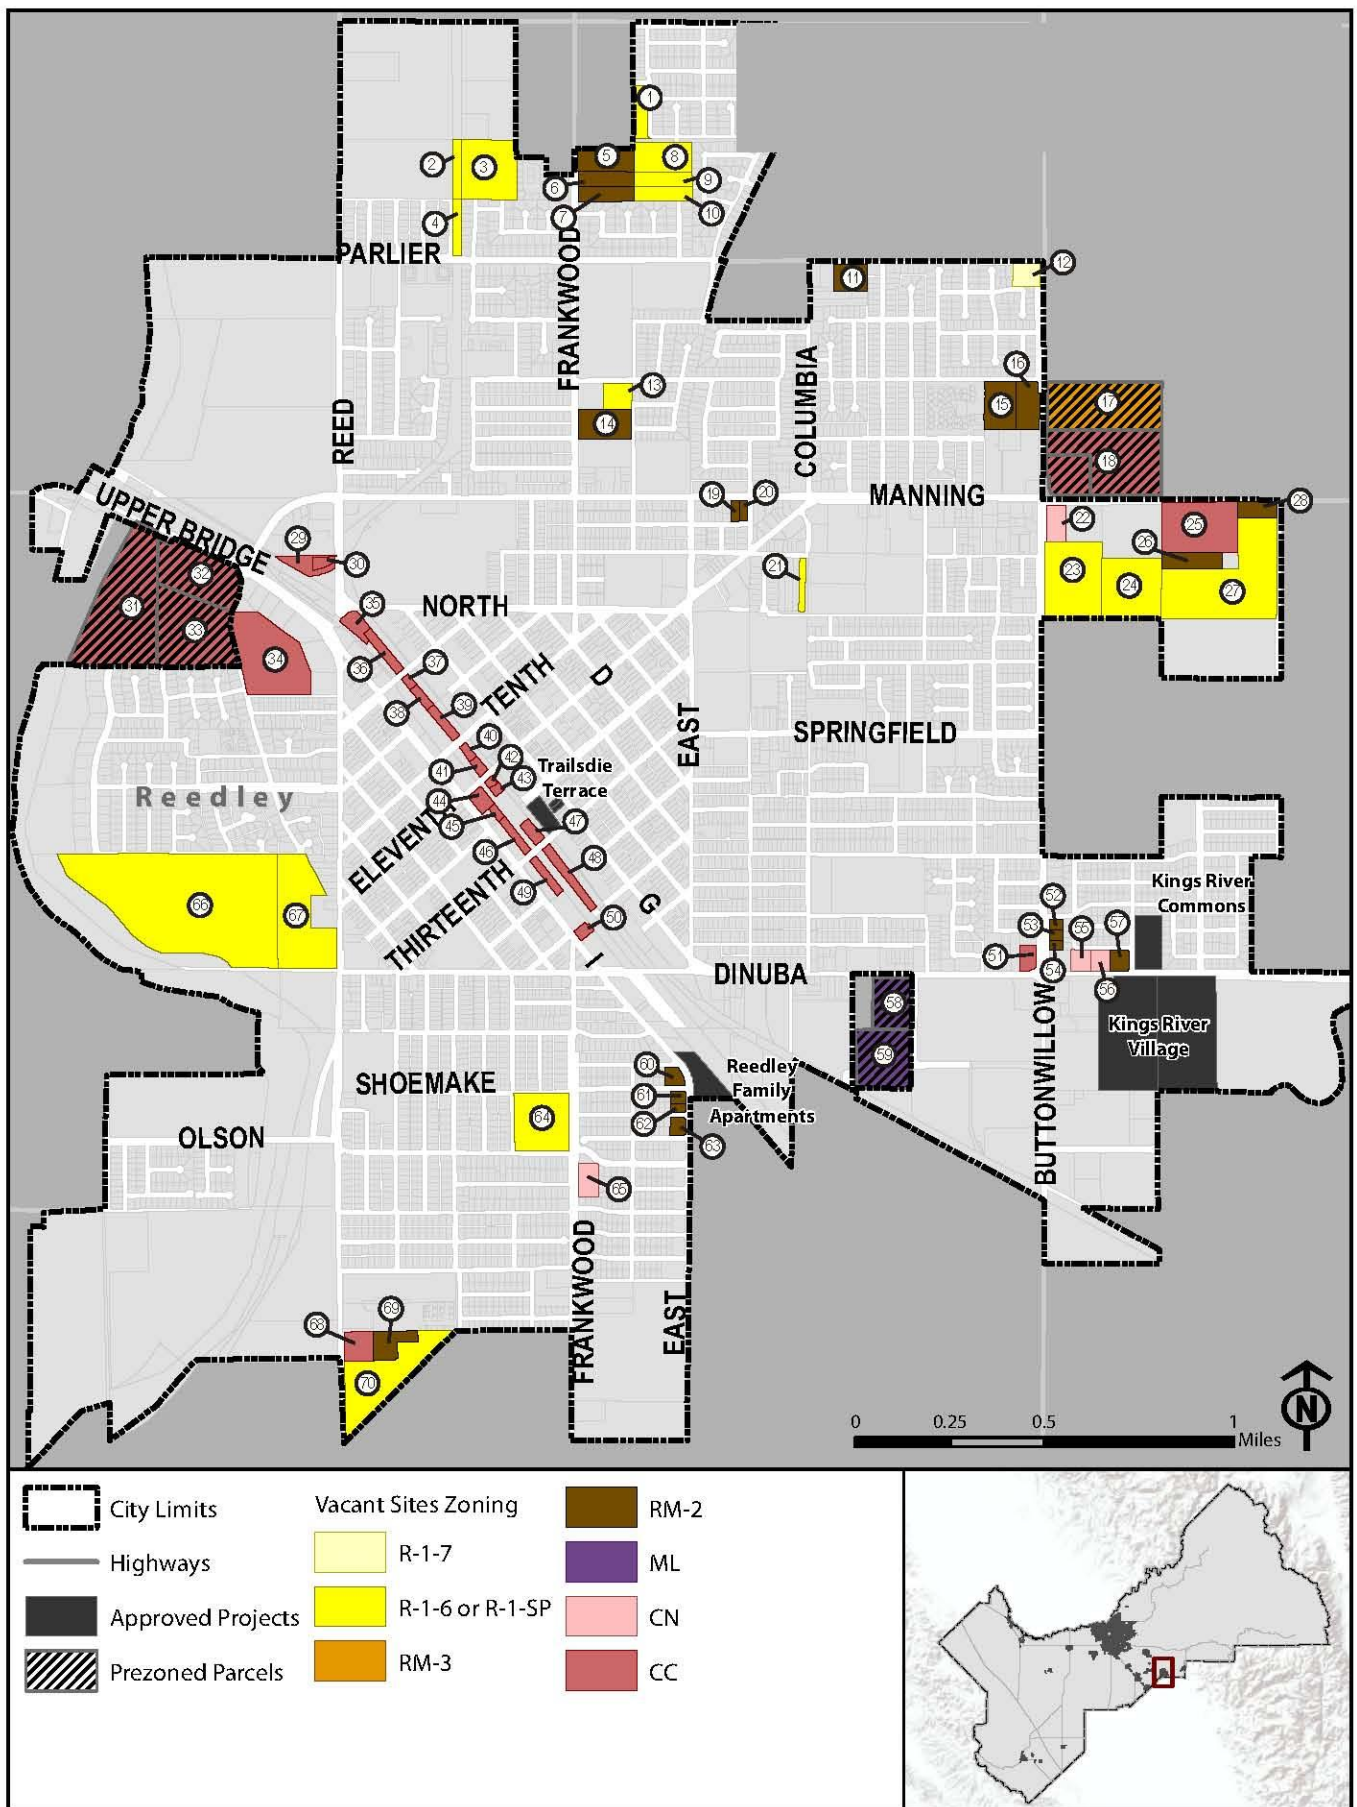 1
2
3
5
8
6
9
4
7
10
PARLIER
FRANKWOOD
11
12
13
14
COLUMBIA
16
15
17
18
REED
MANNING
19
20
UPPER BRIDGE
22
25
28
26
29
30
32
31
33
21
23
24
27
35
NORTH
34
36
37
TENTH
D
38
39
EAST
SPRINGFIELD
40
41
42
43
Trailsdie
Terrace
Reedley
44
45
47
ELEVENTH
46
48
THIRTEENTH
49
G
50
I
66
67
Kings River
Commons
52
53
55
57
51
54
56
DINUBA
58
59
BUTTONWILLOW
Kings River
Village
60
61
62
63
Reedley
Family
Apartments
SHOEMAKE
OLSON
64
65
FRANKWOOD
EAST
68
69
70
N
0
0.25
0.5
1
Miles
City Limits
Highways
Approved Projects
Prezoned Parcels
Vacant Sites Zoning
R-1-7
R-1-6 or R-1-SP
RM-3
RM-2
ML
CN
CC